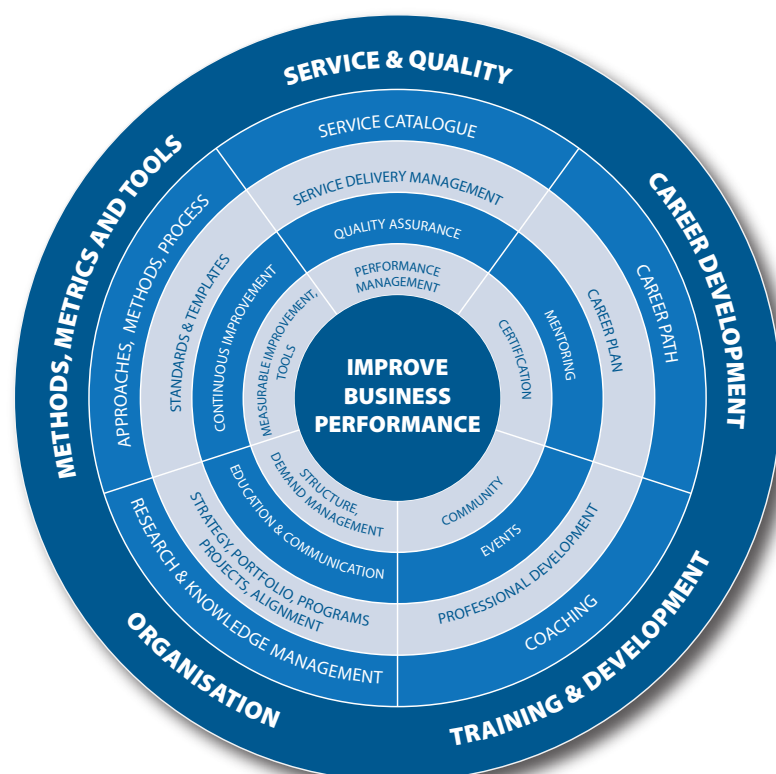 SERVICE & QUALITY
SERVICE CATALOGUE
SERVICE DELIVERY MANAGEMENT
QUALITY ASSURANCE
PERFORMANCE
MANAGEMENT
CAREER DEVELOPMENT
CAREER PATH
CAREER PLAN
MENTORING
CERTIFICATION
TRAINING & DEVELOPMENT
COACHING
PROFESSIONAL DEVELOPMENT
EVENTS
COMMUNITY
ORGANISATION
RESEARCH & KNOWLEDGE MANAGEMENT
STRATEGY, PORTFOLIO, PROGRAMS
PROJECTS, ALIGNMENT
EDUCATION & COMMUNICATION
STRUCTURE,
DEMAND MANAGEMENT
METHODS, METRICS AND TOOLS
APPROACHES, METHODS, PROCESS
STANDARDS & TEMPLATES
CONTINUOUS IMPROVEMENT
MEASURABLE IMPROVEMENT,
TOOLS
IMPROVE
BUSINESS
PERFORMANCE